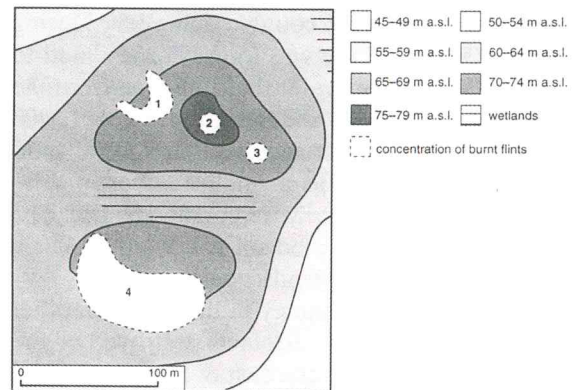 45–49 m a.s.l. 50–54 m a.s.l.
55–59 m a.s.l. 60–64 m a.s.l.
65–69 m a.s.l. 70–74 m a.s.l.
75–79 m a.s.l. wetlands
concentration of burnt flints
1
2
3
4
0 100 m